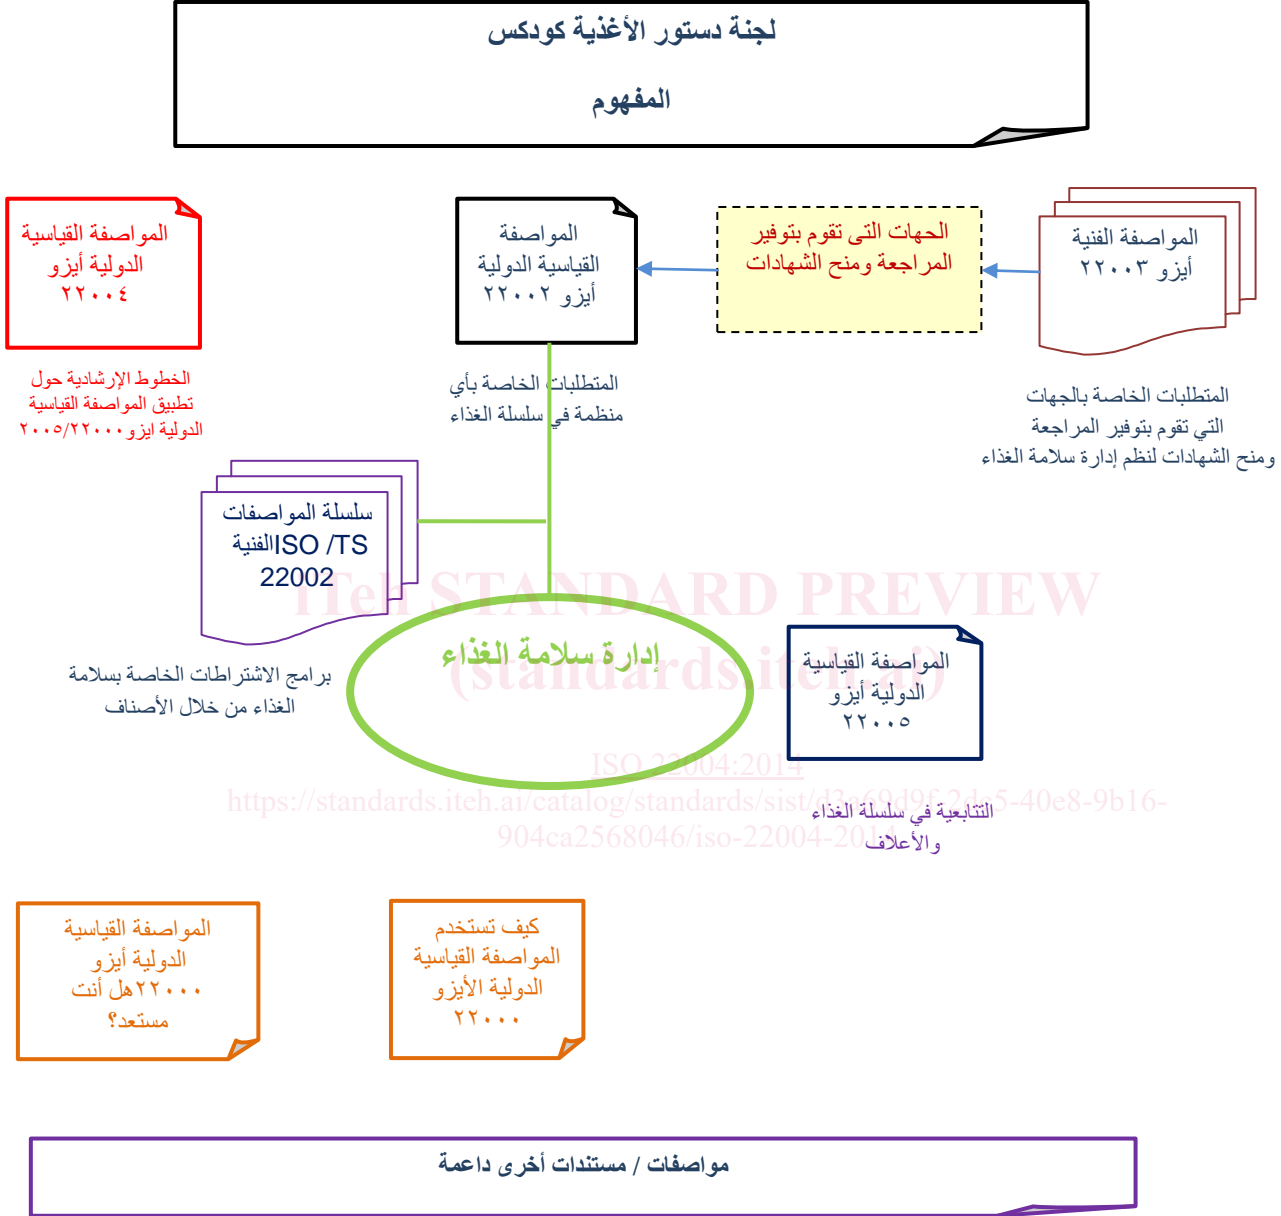 لجنة دستور الأغذية كودكس
المفهوم
المواصفة الفنية
أيزو ٢٢٠٠٣
الحهات التى تقوم بتوفير
المراجعة ومنح الشهادات
المواصفة
القياسية الدولية
أيزو ٢٢٠٠٢
المواصفة القياسية
الدولية أيزو
٢٢٠٠٤
المتطلبات الخاصة بالجهات
التي تقوم بتوفير المراجعة
ومنح الشهادات لنظم إدارة سلامة الغذاء
المتطلبات الخاصة بأي
منظمة في سلسلة الغذاء
الخطوط الإرشادية حول
تطبيق المواصفة القياسية
الدولية ايزو٢٠٠٥/٢٢٠٠٠
سلسلة المواصفات
الفنيةISO /TS
22002
iTeh STANDARD PREVIEW
(standards.iteh.ai)
إدارة سلامة الغذاء
المواصفة القياسية
الدولية أيزو
٢٢٠٠٥
برامج الاشتراطات الخاصة بسلامة
الغذاء من خلال الأصناف
ISO 22004:2014
https://standards.iteh.ai/catalog/standards/sist/d3a69d9f-2de5-40e8-9b16-
904ca2568046/iso-22004-2014
التتابعية في سلسلة الغذاء
والأعلاف
كيف تستخدم
المواصفة القياسية
الدولية الأيزو
٢٢٠٠٠
المواصفة القياسية
الدولية أيزو
٢٢٠٠٠هل أنت
مستعد؟
مواصفات / مستندات أخرى داعمة